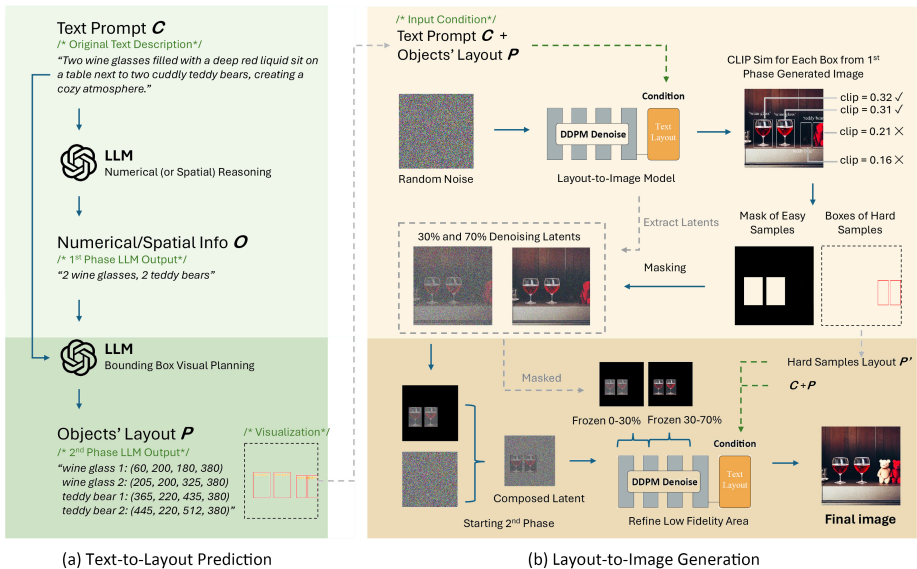 Text Prompt C
/* Original Text Description*/
“Two wine glasses filled with a deep red liquid sit on
a table next to two cuddly teddy bears, creating a
cozy atmosphere.”
LLM
Numerical (or Spatial) Reasoning
Numerical/Spatial Info O
/* 1st Phase LLM Output*/
“2 wine glasses, 2 teddy bears”
LLM
Bounding Box Visual Planning
Objects’ Layout P
/* 2nd Phase LLM Output*/
“wine glass 1: (60, 200, 180, 380)
wine glass 2: (205, 200, 325, 380)
teddy bear 1: (365, 220, 435, 380)
teddy bear 2: (445, 220, 512, 380)”
/* Visualization*/
(a) Text-to-Layout Prediction
/* Input Condition*/
Text Prompt C +
Objects’ Layout P
Random Noise
DDPM Denoise
Condition
Text
Layout
Layout-to-Image Model
CLIP Sim for Each Box from 1st
Phase Generated Image
"wine glass"
"wine glass"
"teddy bear"
clip = 0.32 ✓
clip = 0.31 ✓
clip = 0.21 ✕
clip = 0.16 ✕
Extract Latents
30% and 70% Denoising Latents
Masking
Mask of Easy
Samples
Boxes of Hard
Samples
Masked
Hard Samples Layout P’
C + P
Frozen 0-30%
Frozen 30-70%
Condition
DDPM Denoise
Text
Layout
Composed Latent
Starting 2nd Phase
Refine Low Fidelity Area
Final image
(b) Layout-to-Image Generation